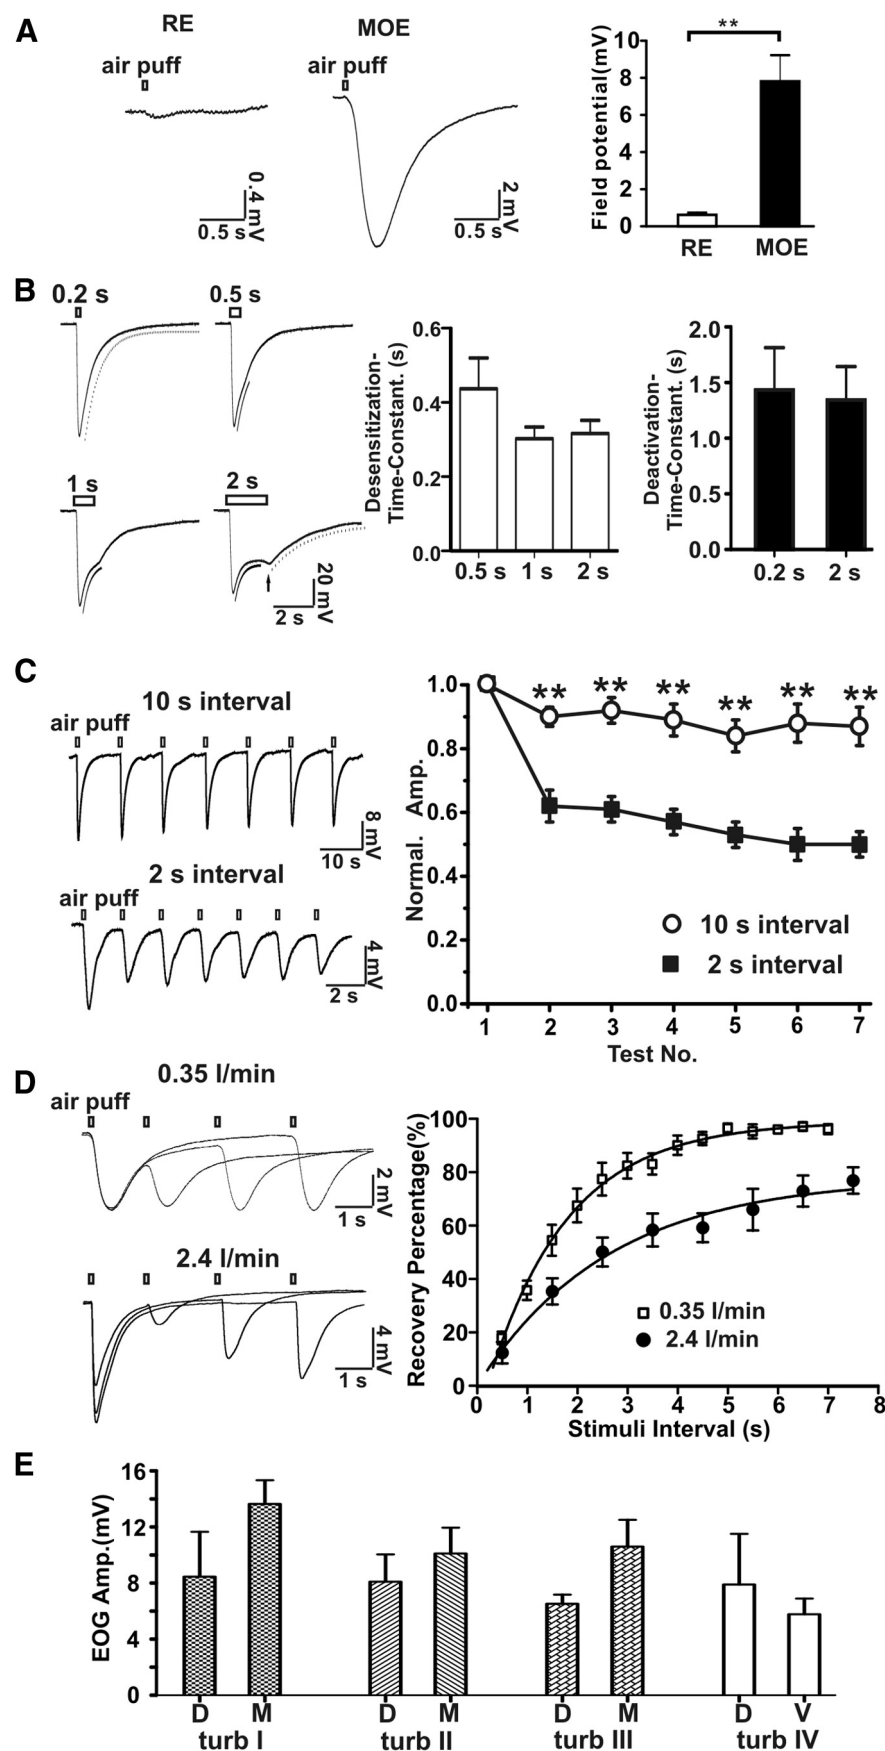 A
RE
MOE
air puff
air puff
0.4 mV
0.5 s
2 mV
0.5 s
Field potential(mV)
10
8
6
4
2
0
**
RE
MOE
B
0.2 s
0.5 s
1 s
2 s
20 mV
2 s
Desensitization-
Time-Constant. (s)
0.6
0.4
0.2
0.0
0.5 s
1 s
2 s
Deactivation-
Time-Constant. (s)
2.0
1.5
1.0
0.5
0.0
0.2 s
2 s
C
10 s interval
air puff
8 mV
10 s
2 s interval
air puff
4 mV
2 s
Normal. Amp.
1.0
0.8
0.6
0.4
0.2
0.0
** ** ** ** ** **
10 s interval
2 s interval
1 2 3 4 5 6 7
Test No.
D
0.35 l/min
air puff
2 mV
1 s
2.4 l/min
4 mV
1 s
Recovery Percentage(%)
100
80
60
40
20
0
0.35 l/min
2.4 l/min
0 1 2 3 4 5 6 7 8
Stimuli Interval (s)
E
EOG Amp.(mV)
16
12
8
4
0
D M D M D M D V
turb I turb II turb III turb IV